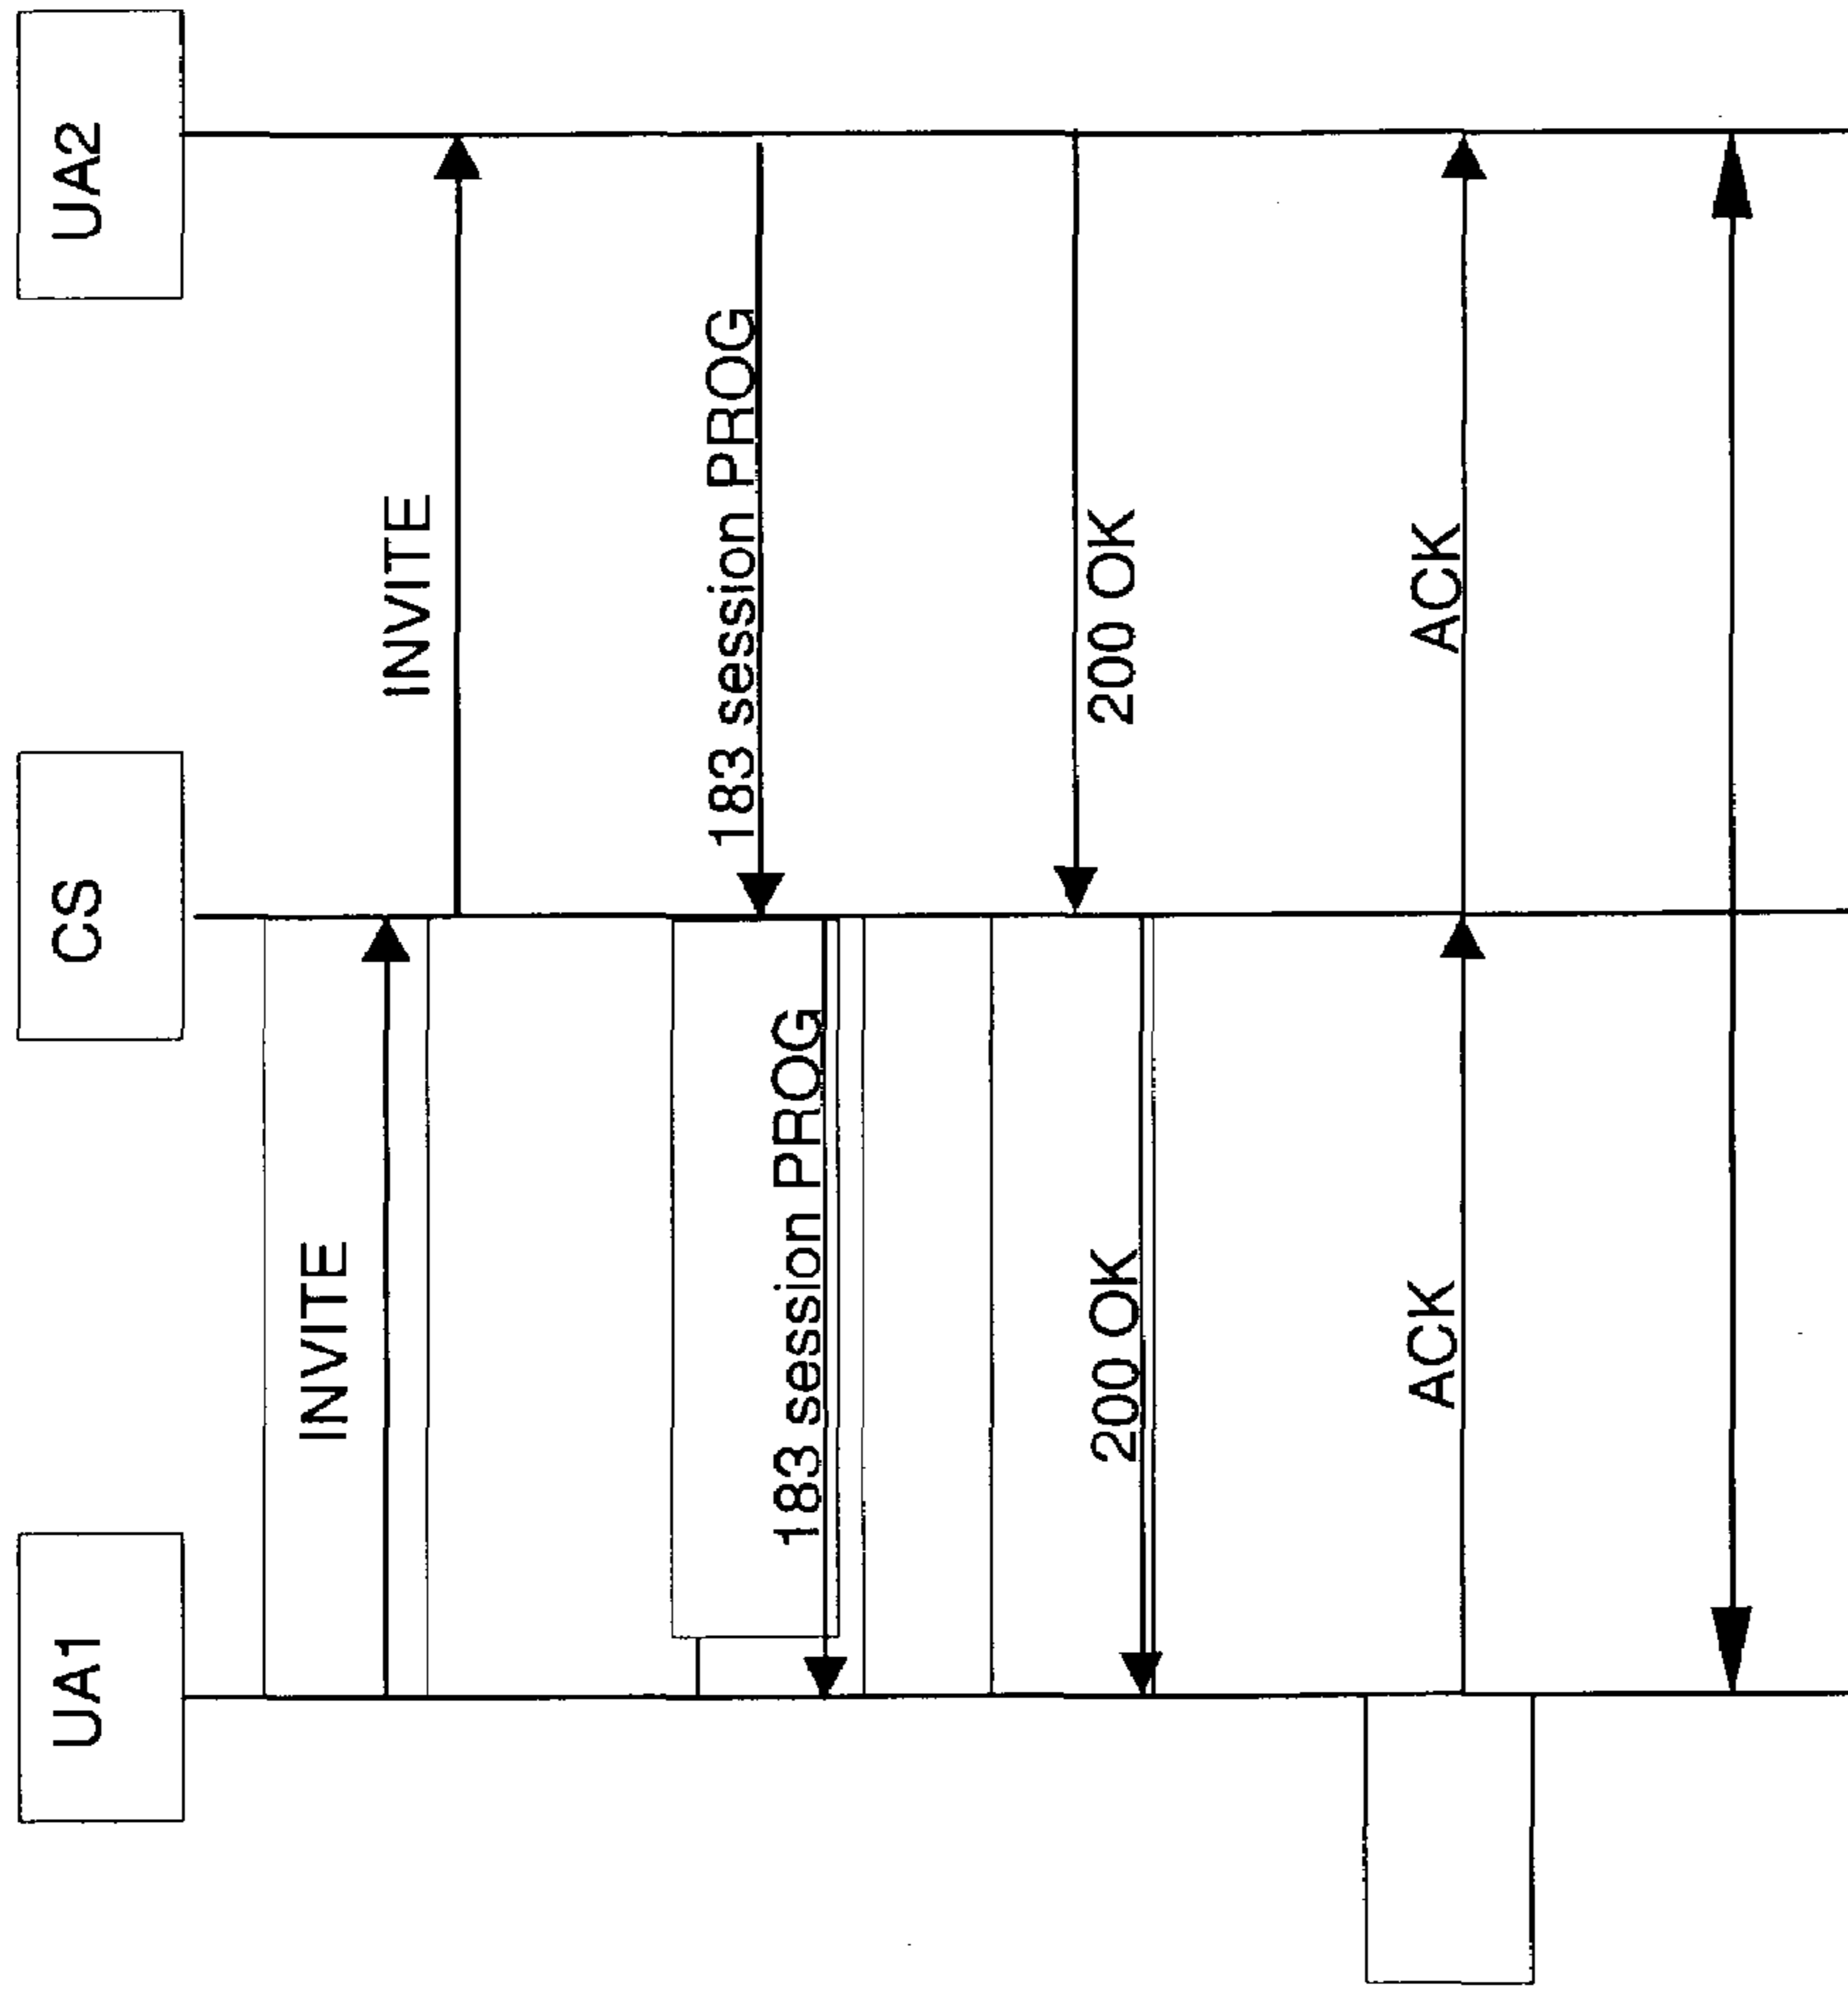 UA1
CS
UA2
INVITE
INVITE
183 session PROG
183 session PROG
200 OK
200 OK
ACK
ACK